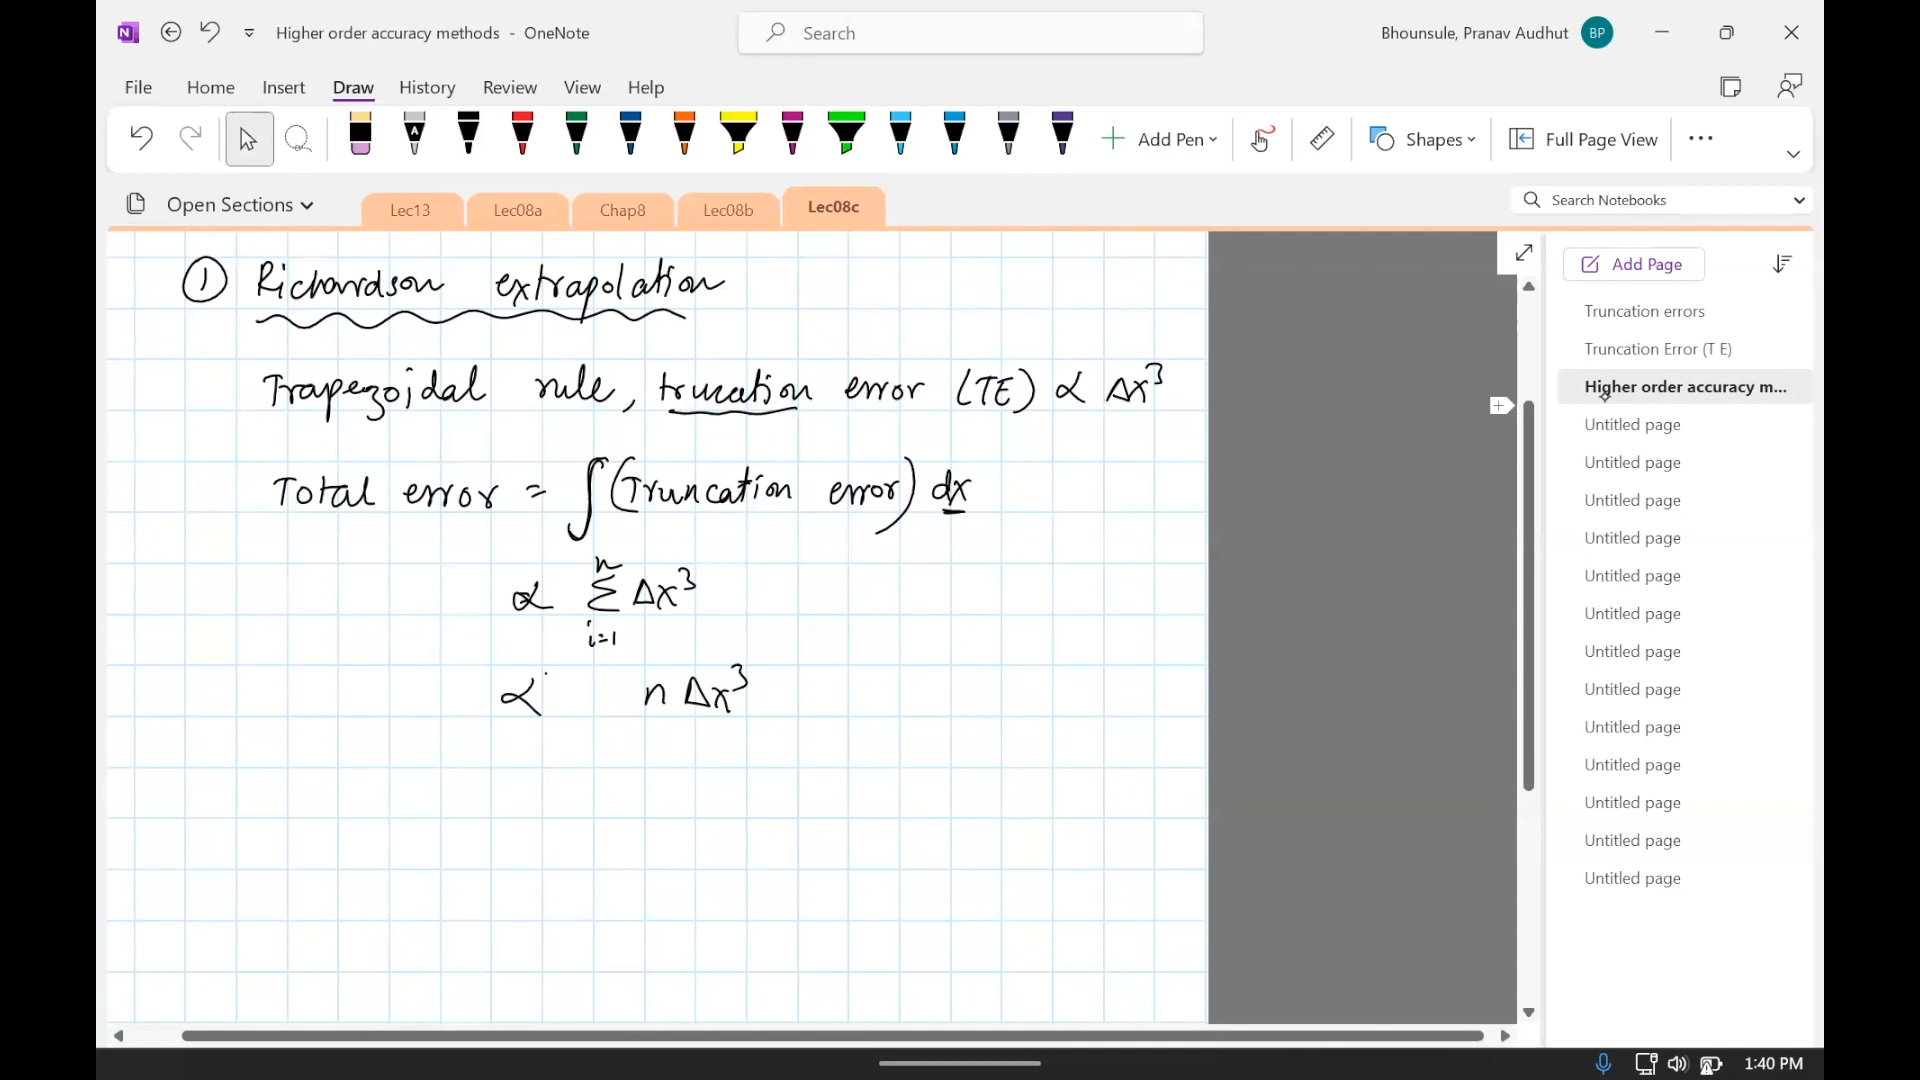 Higher order accuracy methods - OneNote
Search
Bhounsule, Pranav Audhut
BP
File Home Insert Draw History Review View Help
A
Add Pen
Shapes
Full Page View
Open Sections
Lec13
Lec08a
Chap8
Lec08b
Lec08c
Search Notebooks
① Richardson extrapolation
Trapezoidal rule, trucation error (TE) ∝ Δx³
Total error = ∫(Truncation error) dx
∝ Σ_{i=1}^{n} Δx³
∝ n Δx³
Add Page
Truncation errors
Truncation Error (T E)
Higher order accuracy m...
Untitled page
Untitled page
Untitled page
Untitled page
Untitled page
Untitled page
Untitled page
Untitled page
Untitled page
Untitled page
Untitled page
Untitled page
Untitled page
1:40 PM